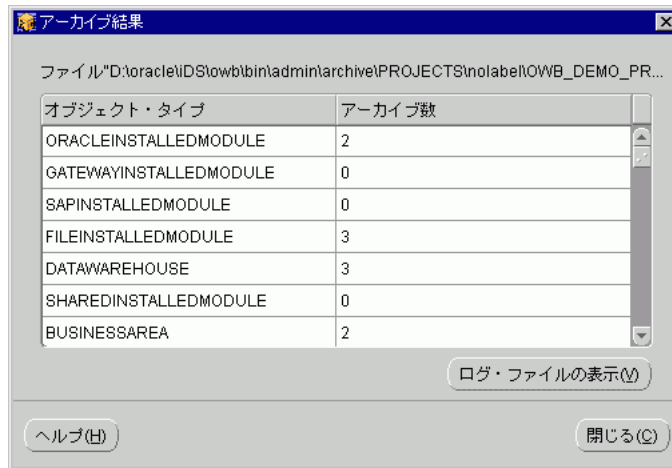 アーカイブ結果
ファイル"D:\oracle\iDS\owb\bin\admin\archive\PROJECTS\nolabel\OWB_DEMO_PR...
オブジェクト・タイプ アーカイブ数
ORACLEINSTALLEDMODULE 2
GATEWAYINSTALLEDMODULE 0
SAPINSTALLEDMODULE 0
FILEINSTALLEDMODULE 3
DATAWAREHOUSE 3
SHAREDINSTALLEDMODULE 0
BUSINESSAREA 2
ログ・ファイルの表示(V)
ヘルプ(H) 閉じる(C)